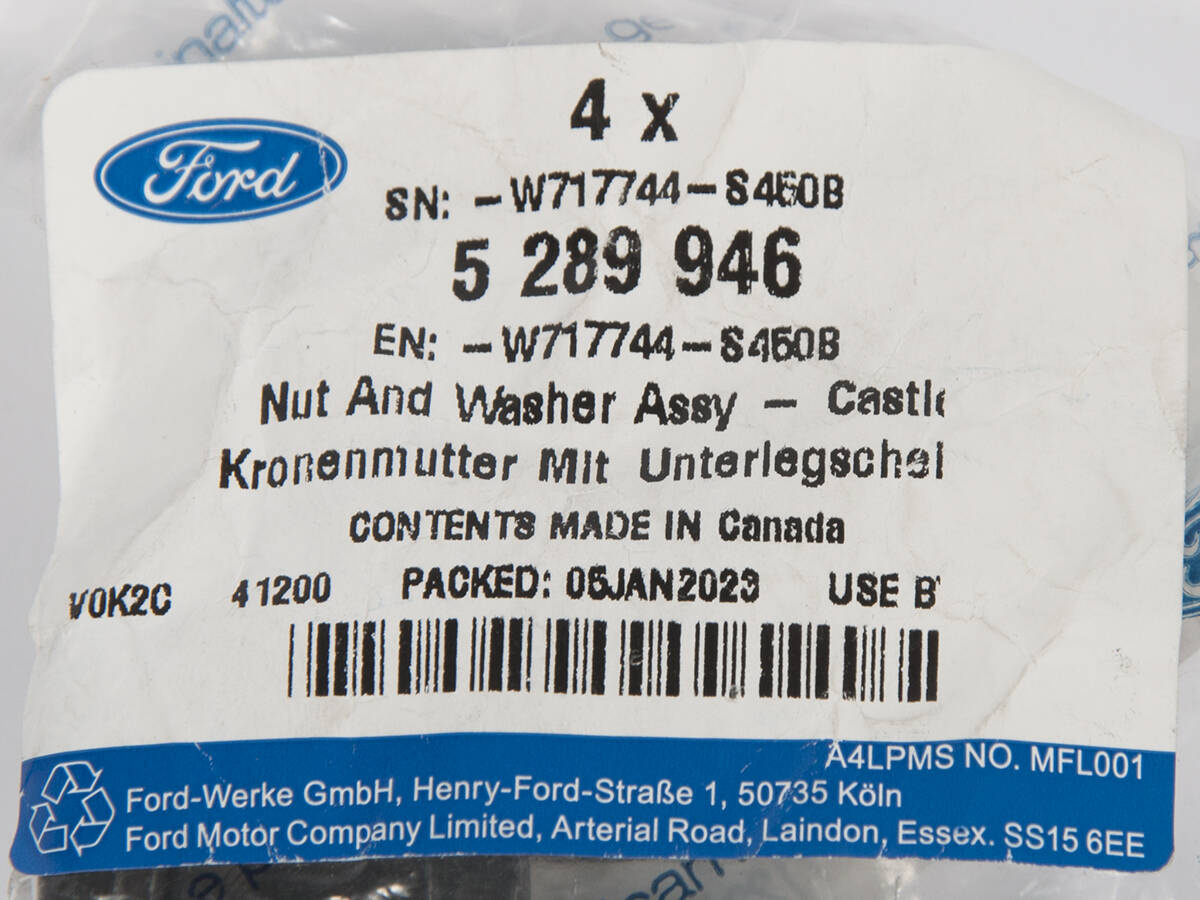 4 x
Ford
SN: -W717744-S450B
5 289 946
EN: -W717744-S450B
Nut And Washer Assy - Castl
Kronenmutter Mit Unterlegschei
CONTENTS MADE IN Canada
V0K2C 41200 PACKED: 05JAN2023 USE B
A4LPMS NO. MFL001
Ford-Werke GmbH, Henry-Ford-Straße 1, 50735 Köln
Ford Motor Company Limited, Arterial Road, Laindon, Essex. SS15 6EE